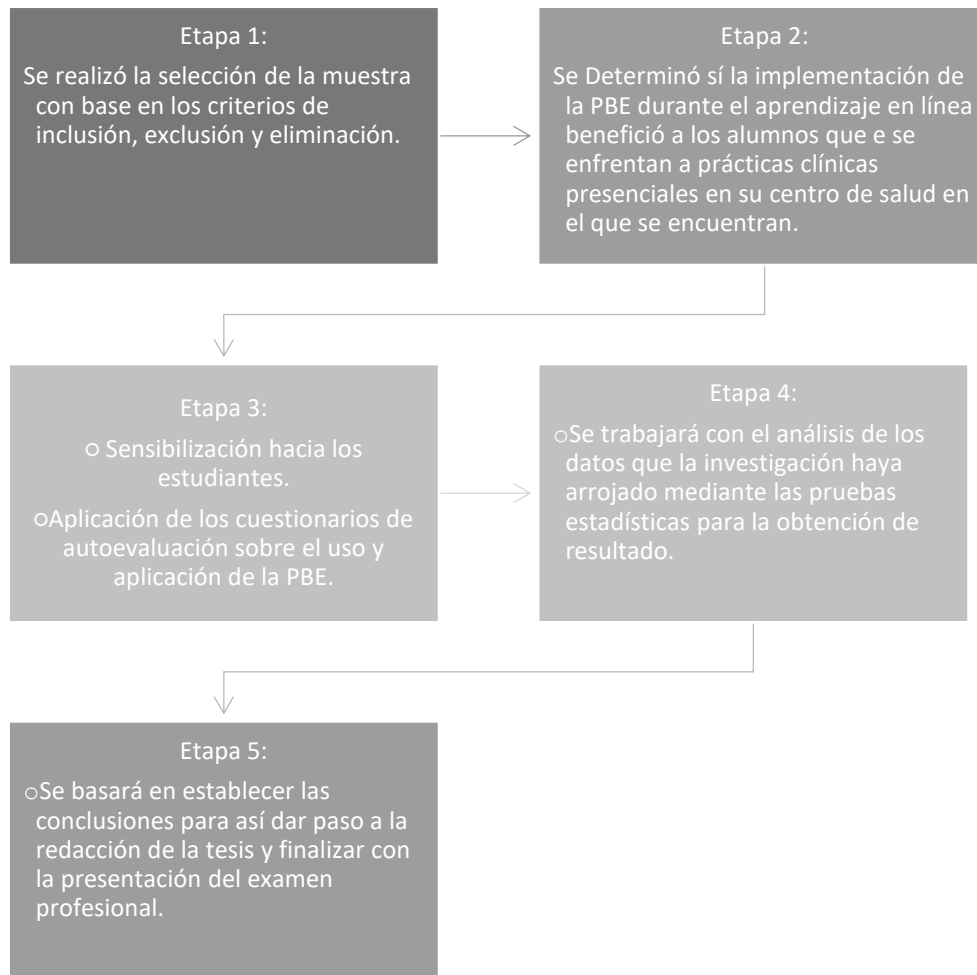 Etapa 1:
Se realizó la selección de la muestra
con base en los criterios de
inclusión, exclusión y eliminación.
Etapa 2:
Se Determinó sí la implementación de
la PBE durante el aprendizaje en línea
benefició a los alumnos que e se
enfrentan a prácticas clínicas
presenciales en su centro de salud en
el que se encuentran.
Etapa 3:
○ Sensibilización hacia los
estudiantes.
○Aplicación de los cuestionarios de
autoevaluación sobre el uso y
aplicación de la PBE.
Etapa 4:
○Se trabajará con el análisis de los
datos que la investigación haya
arrojado mediante las pruebas
estadísticas para la obtención de
resultado.
Etapa 5:
○Se basará en establecer las
conclusiones para así dar paso a la
redacción de la tesis y finalizar con
la presentación del examen
profesional.